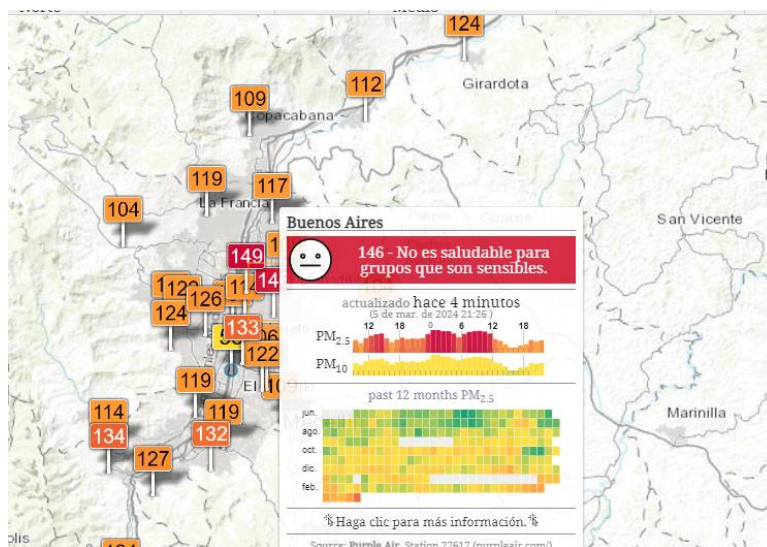 124
112
109
Girardota
Copacabana
119
117
La Francia
104
Guarne
San Vicente
Buenos Aires
149
146 - No es saludable para
grupos que son sensibles.
126
124
133
122
actualizado hace 4 minutos
(5 de mar. de 2024 21:26 )
12 18 0 6 12 18
PM2.5
PM10
119
past 12 months PM2.5
114
119
134
132
127
Marinilla
jun.
ago.
oct.
dic.
feb.
Haga clic para más información.
Source: Purple Air, Station 27617 (purpleair.com/)